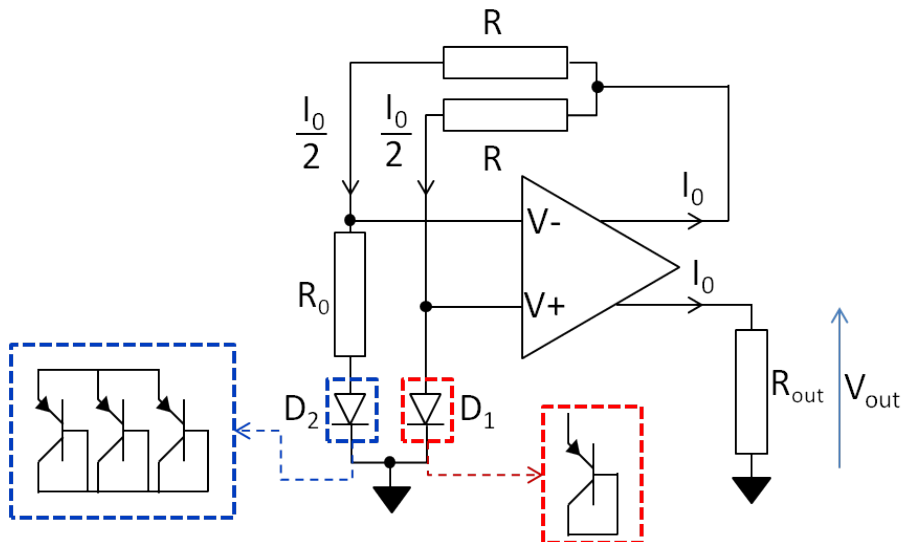 R
R
I₀
2
I₀
2
I₀
V-
V+
I₀
R₀
D₂
D₁
Rout
Vout